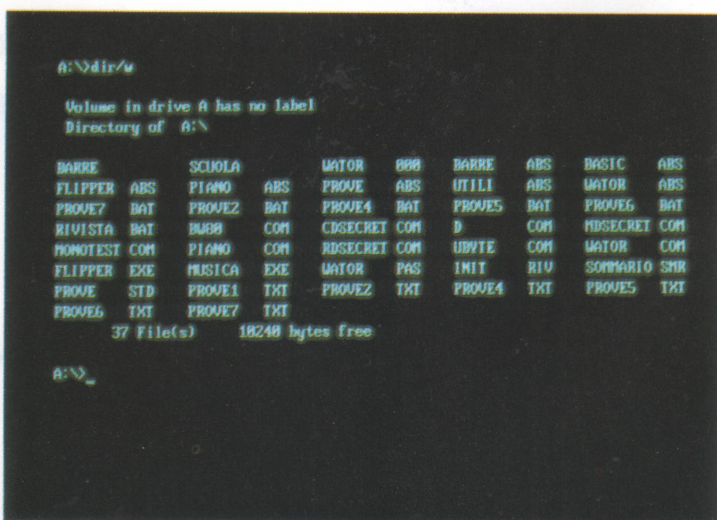 A:\>dir/w
Volume in drive A has no label
Directory of A:\
BARRE SCUOLA WATOR 000 BARRE ABS BASIC ABS
FLIPPER ABS PIANO ABS PROVE ABS UTILI ABS WATOR ABS
PROVE7 BAT PROVE2 BAT PROVE4 BAT PROVE5 BAT PROVE6 BAT
RIVISTA BAT BW80 COM CDSECRET COM D COM MDSECRET COM
MONOTEST COM PIANO COM RDSECRET COM UBYTE COM WATOR COM
FLIPPER EXE MUSICA EXE WATOR PAS INIT RIV SOMMARIO SMR
PROVE STD PROVE1 TXT PROVE2 TXT PROVE4 TXT PROVE5 TXT
PROVE6 TXT PROVE7 TXT
37 File(s) 10240 bytes free
A:\>_